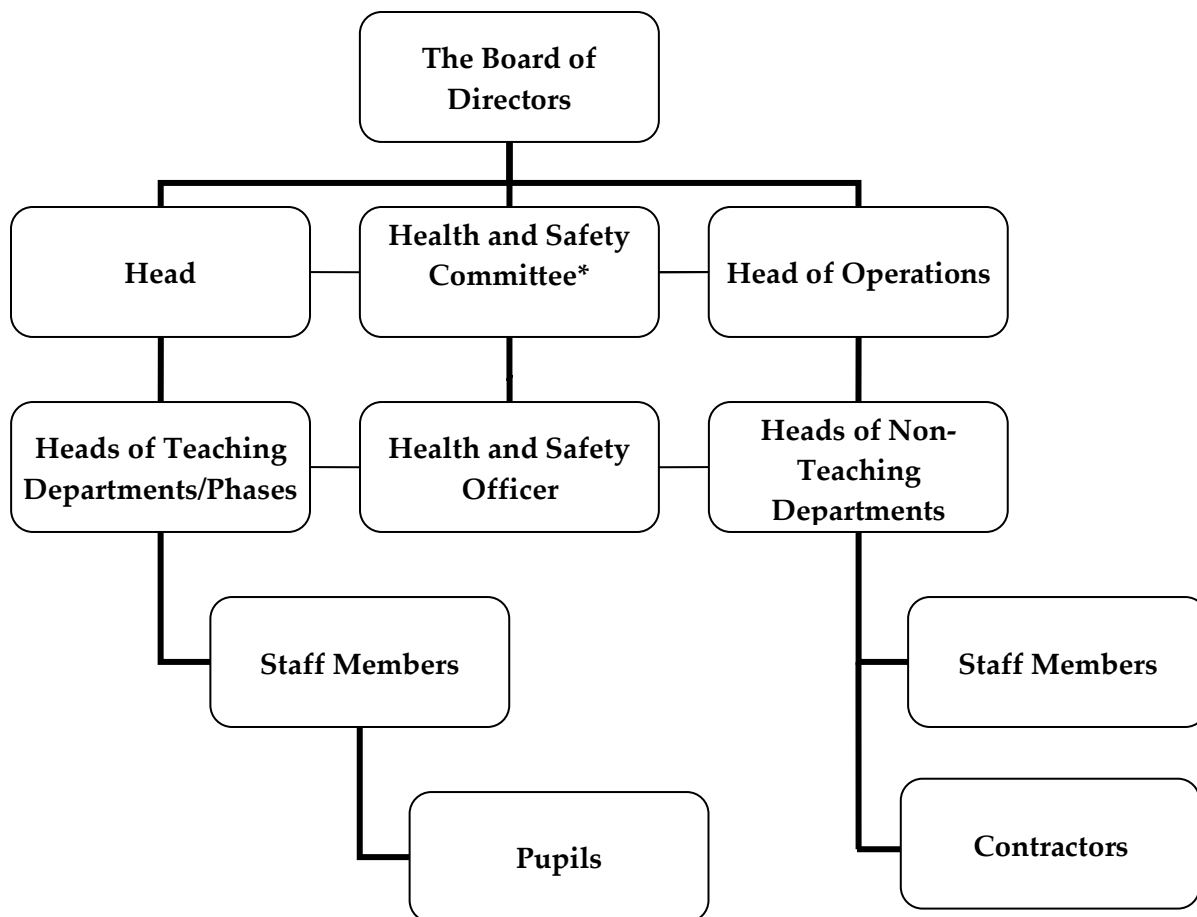 The Board of
Directors
Head
Health and Safety
Committee*
Head of Operations
Heads of Teaching
Departments/Phases
Health and Safety
Officer
Heads of Non-
Teaching
Departments
Staff Members
Staff Members
Pupils
Contractors